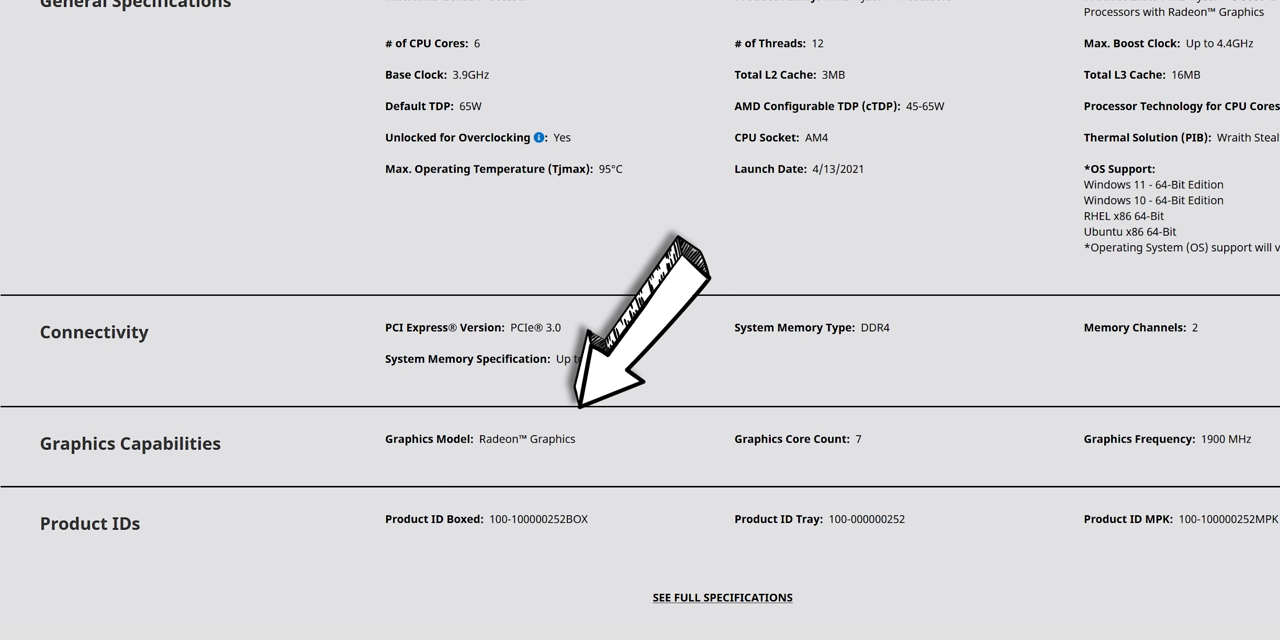 General Specifications
Processors with Radeon™ Graphics
# of CPU Cores: 6
# of Threads: 12
Max. Boost Clock: Up to 4.4GHz
Base Clock: 3.9GHz
Total L2 Cache: 3MB
Total L3 Cache: 16MB
Default TDP: 65W
AMD Configurable TDP (cTDP): 45-65W
Processor Technology for CPU Cores
Unlocked for Overclocking : Yes
CPU Socket: AM4
Thermal Solution (PIB): Wraith
Max. Operating Temperature (Tjmax): 95°C
Launch Date: 4/13/2021
*OS Support:
Windows 11 - 64-Bit Edition
Windows 10 - 64-Bit Edition
RHEL x86 64-Bit
Ubuntu x86 64-Bit
*Operating System (OS) support will
Connectivity
PCI Express® Version: PCIe® 3.0
System Memory Type: DDR4
Memory Channels: 2
System Memory Specification: Up
Graphics Capabilities
Graphics Model: Radeon™ Graphics
Graphics Core Count: 7
Graphics Frequency: 1900 MHz
Product IDs
Product ID Boxed: 100-100000252BOX
Product ID Tray: 100-000000252
Product ID MPK: 100-100000252MPK
SEE FULL SPECIFICATIONS